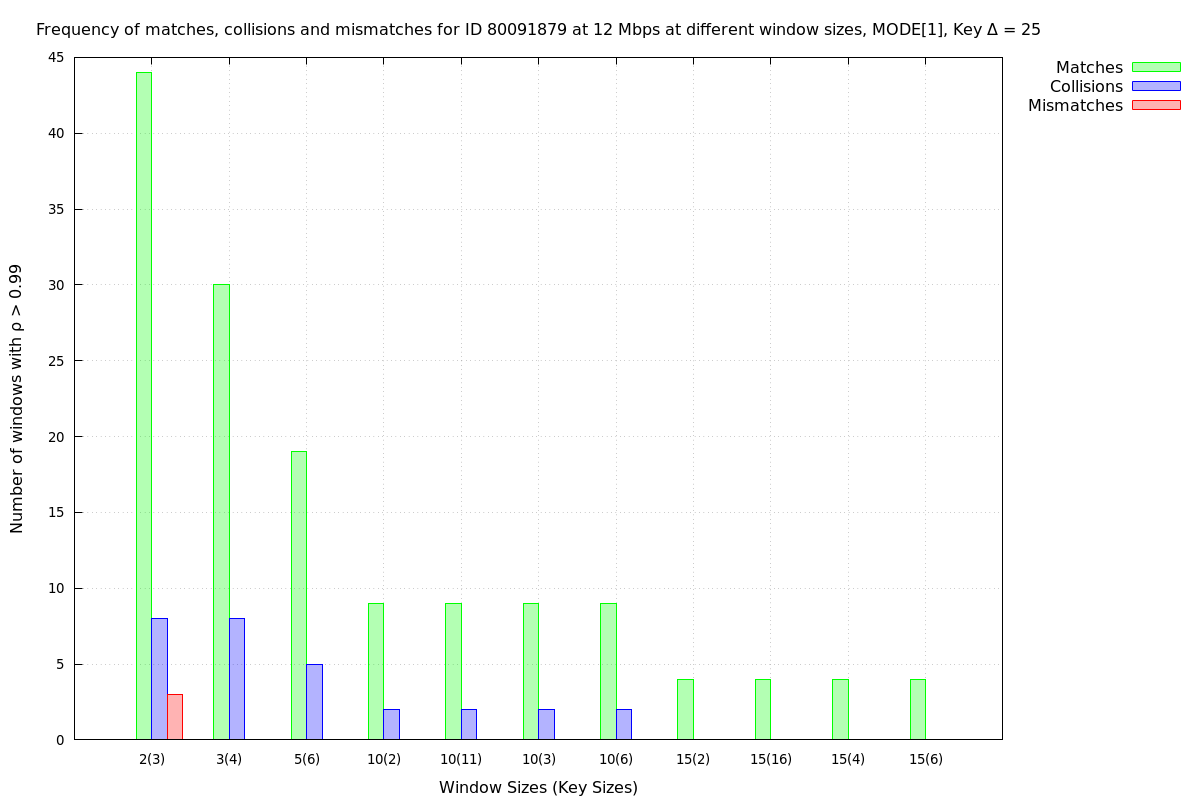 Frequency of matches, collisions and mismatches for ID 80091879 at 12 Mbps at different window sizes, MODE[1], Key Δ = 25
Matches
Collisions
Mismatches
Number of windows with ρ > 0.99
45
40
35
30
25
20
15
10
5
0
2(3) 3(4) 5(6) 10(2) 10(11) 10(3) 10(6) 15(2) 15(16) 15(4) 15(6)
Window Sizes (Key Sizes)